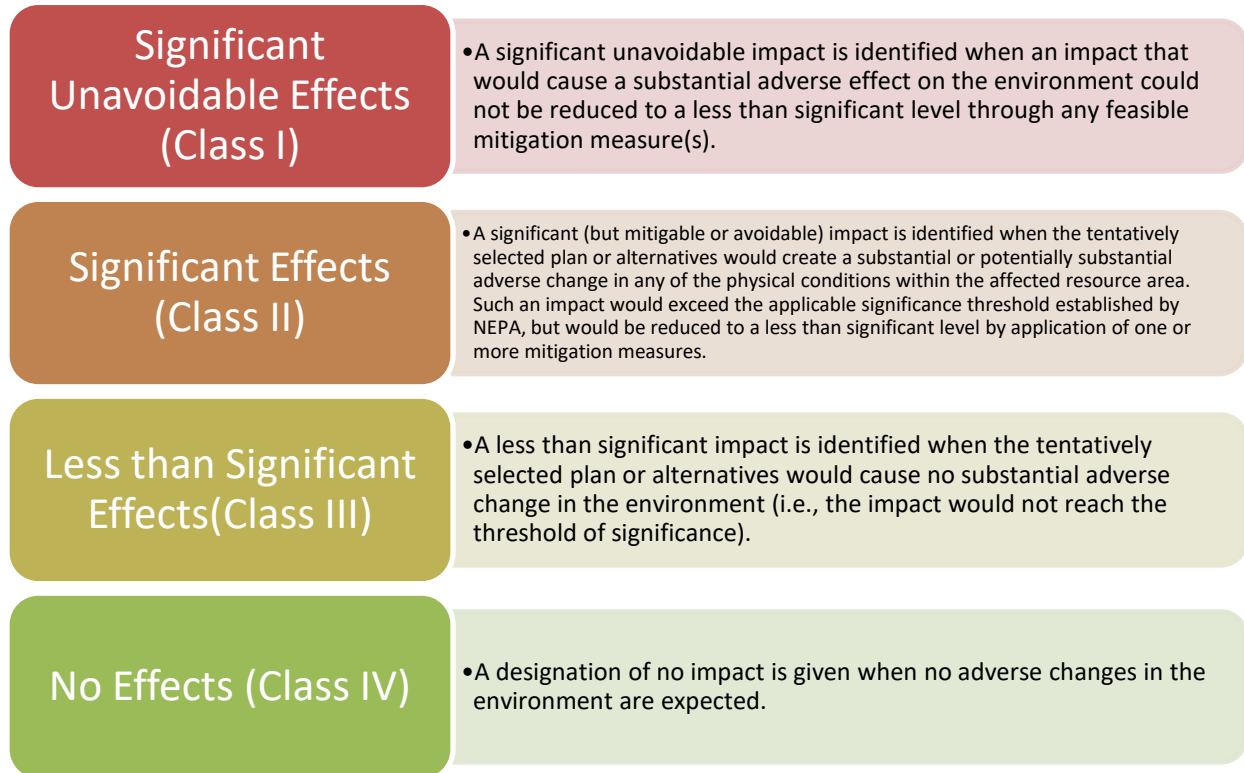 Significant
Unavoidable Effects
(Class I)
•A significant unavoidable impact is identified when an impact that
would cause a substantial adverse effect on the environment could
not be reduced to a less than significant level through any feasible
mitigation measure(s).
Significant Effects
(Class II)
•A significant (but mitigable or avoidable) impact is identified when the tentatively
selected plan or alternatives would create a substantial or potentially substantial
adverse change in any of the physical conditions within the affected resource area.
Such an impact would exceed the applicable significance threshold established by
NEPA, but would be reduced to a less than significant level by application of one or
more mitigation measures.
Less than Significant
Effects(Class III)
•A less than significant impact is identified when the tentatively
selected plan or alternatives would cause no substantial adverse
change in the environment (i.e., the impact would not reach the
threshold of significance).
No Effects (Class IV)
•A designation of no impact is given when no adverse changes in the
environment are expected.